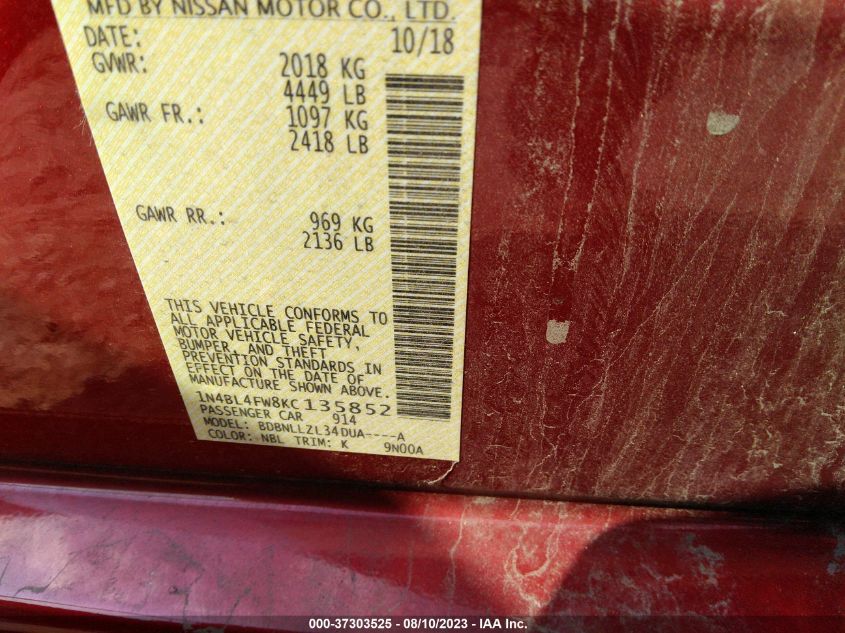 MFD BY NISSAN MOTOR CO., LTD.
DATE: 10/18
GVWR: 2018 KG
4449 LB
GAWR FR.: 1097 KG
2418 LB
GAWR RR.: 969 KG
2136 LB
THIS VEHICLE CONFORMS TO
ALL APPLICABLE FEDERAL
MOTOR VEHICLE SAFETY,
BUMPER, AND THEFT
PREVENTION STANDARDS IN
EFFECT ON THE DATE OF
MANUFACTURE SHOWN ABOVE.
1N4BL4FW8KC135852
PASSENGER CAR 914
MODEL: BDBNLLZL34DUA----A
COLOR: NBL TRIM: K 9N00A
000-37303525 - 08/10/2023 - IAA Inc.